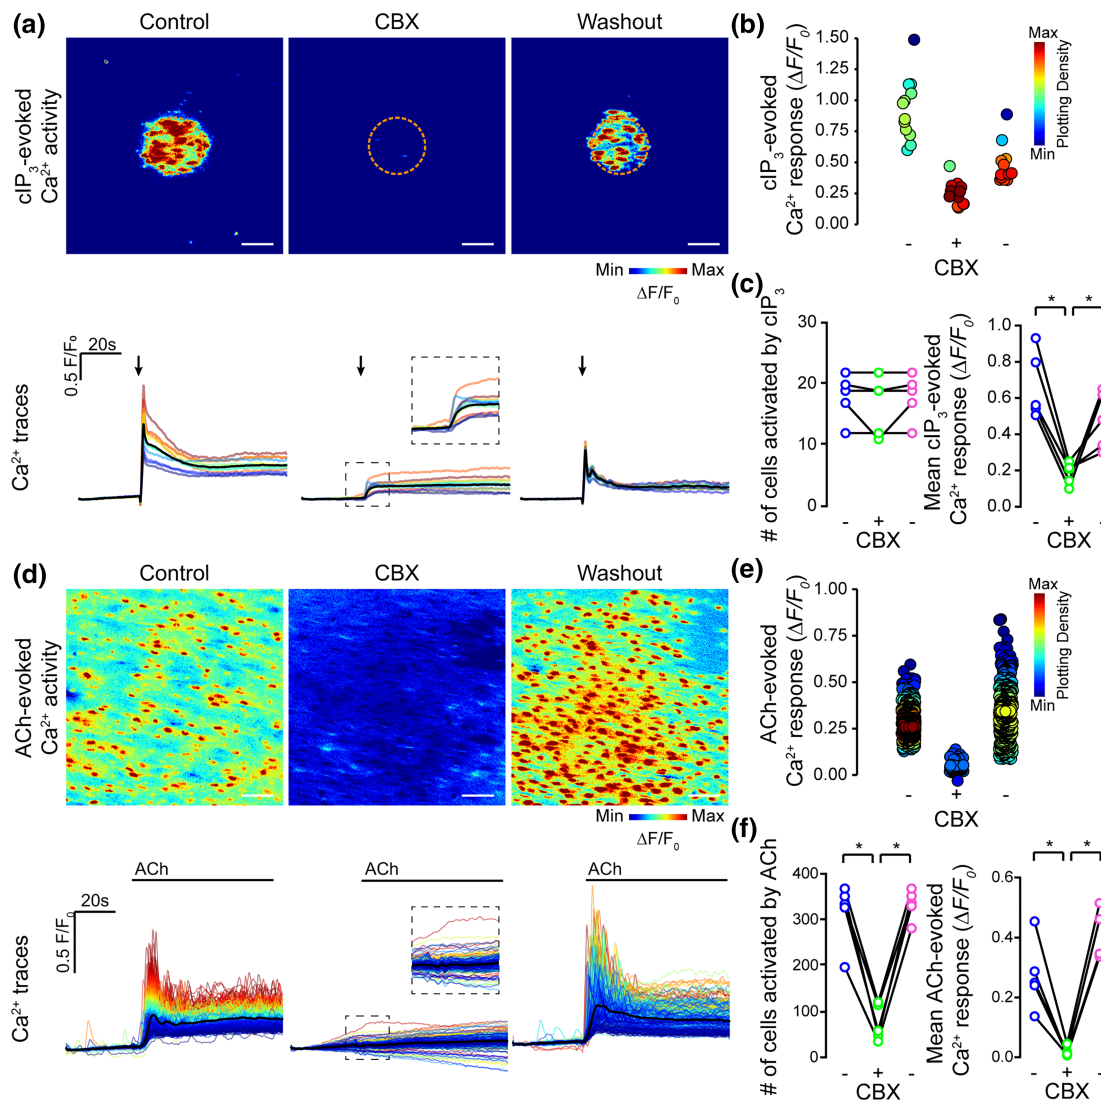 (a)
Control
CBX
Washout
cIP3-evoked
Ca2+ activity
Min
Max
ΔF/F0
20s
0.5 F/F0
Ca2+ traces
(b)
cIP3-evoked
Ca2+ response (ΔF/F0)
1.50
1.25
1.00
0.75
0.50
0.25
0.00
-
+
-
CBX
Max
Min
Plotting Density
(c)
# of cells activated by cIP3
30
20
10
0
-
+
-
CBX
Mean cIP3-evoked
Ca2+ response (ΔF/F0)
1.0
0.8
0.6
0.4
0.2
0.0
*
*
-
+
-
CBX
(d)
Control
CBX
Washout
ACh-evoked
Ca2+ activity
Min
Max
ΔF/F0
ACh
ACh
ACh
20s
0.5 F/F0
Ca2+ traces
(e)
ACh-evoked
Ca2+ response (ΔF/F0)
1.00
0.75
0.50
0.25
0.00
-
+
-
CBX
Max
Min
Plotting Density
(f)
# of cells activated by ACh
400
300
200
100
0
*
*
-
+
-
CBX
Mean ACh-evoked
Ca2+ response (ΔF/F0)
0.6
0.4
0.2
0.0
*
*
-
+
-
CBX